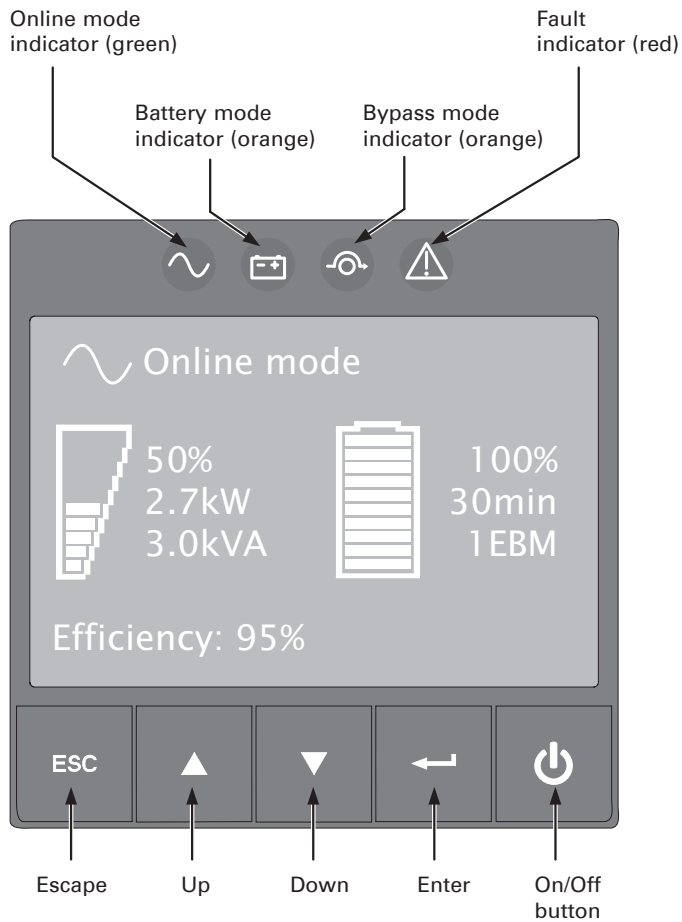 Online mode
indicator (green)
Fault
indicator (red)
Battery mode
indicator (orange)
Bypass mode
indicator (orange)
Online mode
50%
2.7kW
3.0kVA
100%
30min
1EBM
Efficiency: 95%
ESC
Escape
Up
Down
Enter
On/Off
button